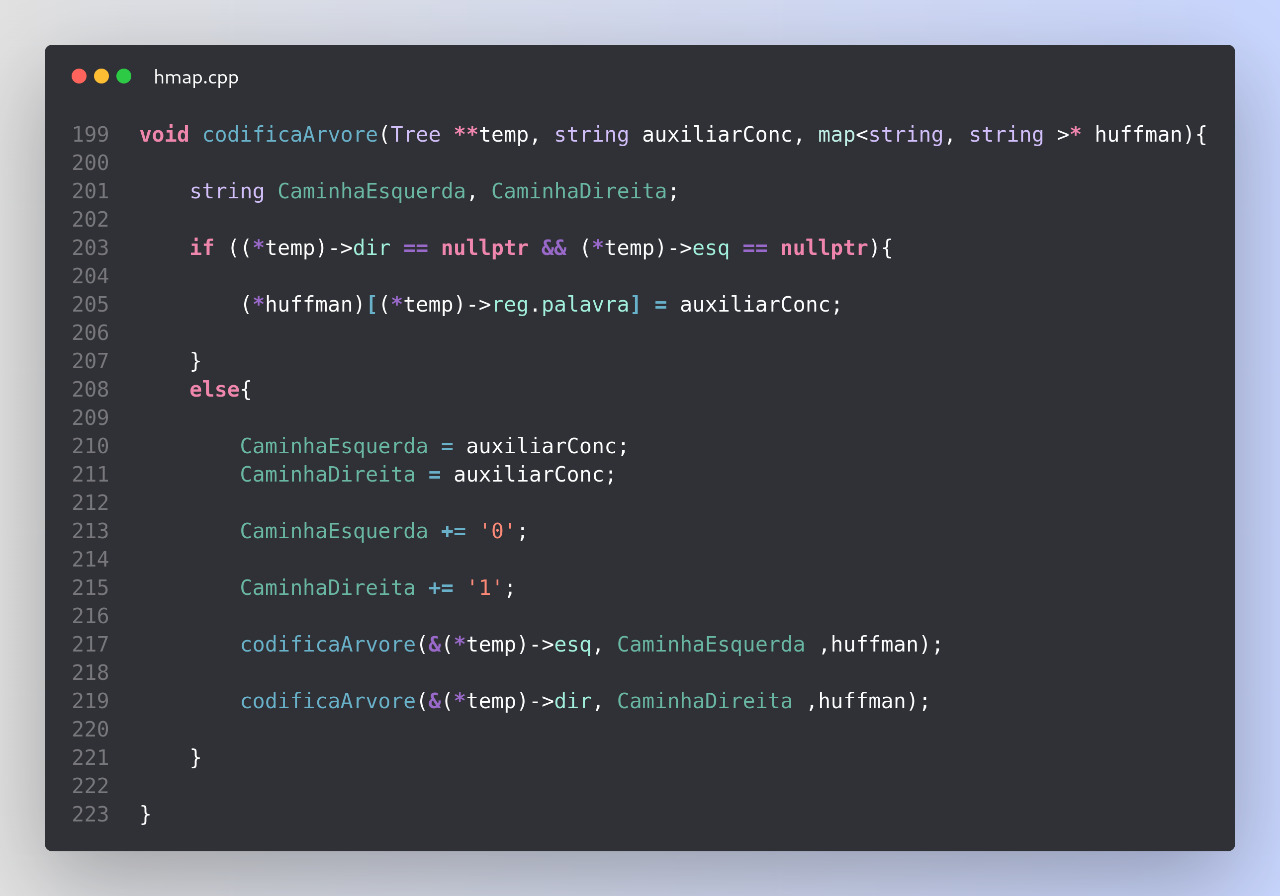 hmap.cpp
199 void codificaArvore(Tree **temp, string auxiliarConc, map<string, string >* huffman){
200
201     string CaminhaEsquerda, CaminhaDireita;
202
203     if ((*temp)->dir == nullptr && (*temp)->esq == nullptr){
204
205         (*huffman)[(*temp)->reg.palavra] = auxiliarConc;
206
207     }
208     else{
209
210         CaminhaEsquerda = auxiliarConc;
211         CaminhaDireita = auxiliarConc;
212
213         CaminhaEsquerda += '0';
214
215         CaminhaDireita += '1';
216
217         codificaArvore(&(*temp)->esq, CaminhaEsquerda ,huffman);
218
219         codificaArvore(&(*temp)->dir, CaminhaDireita ,huffman);
220
221     }
222
223 }